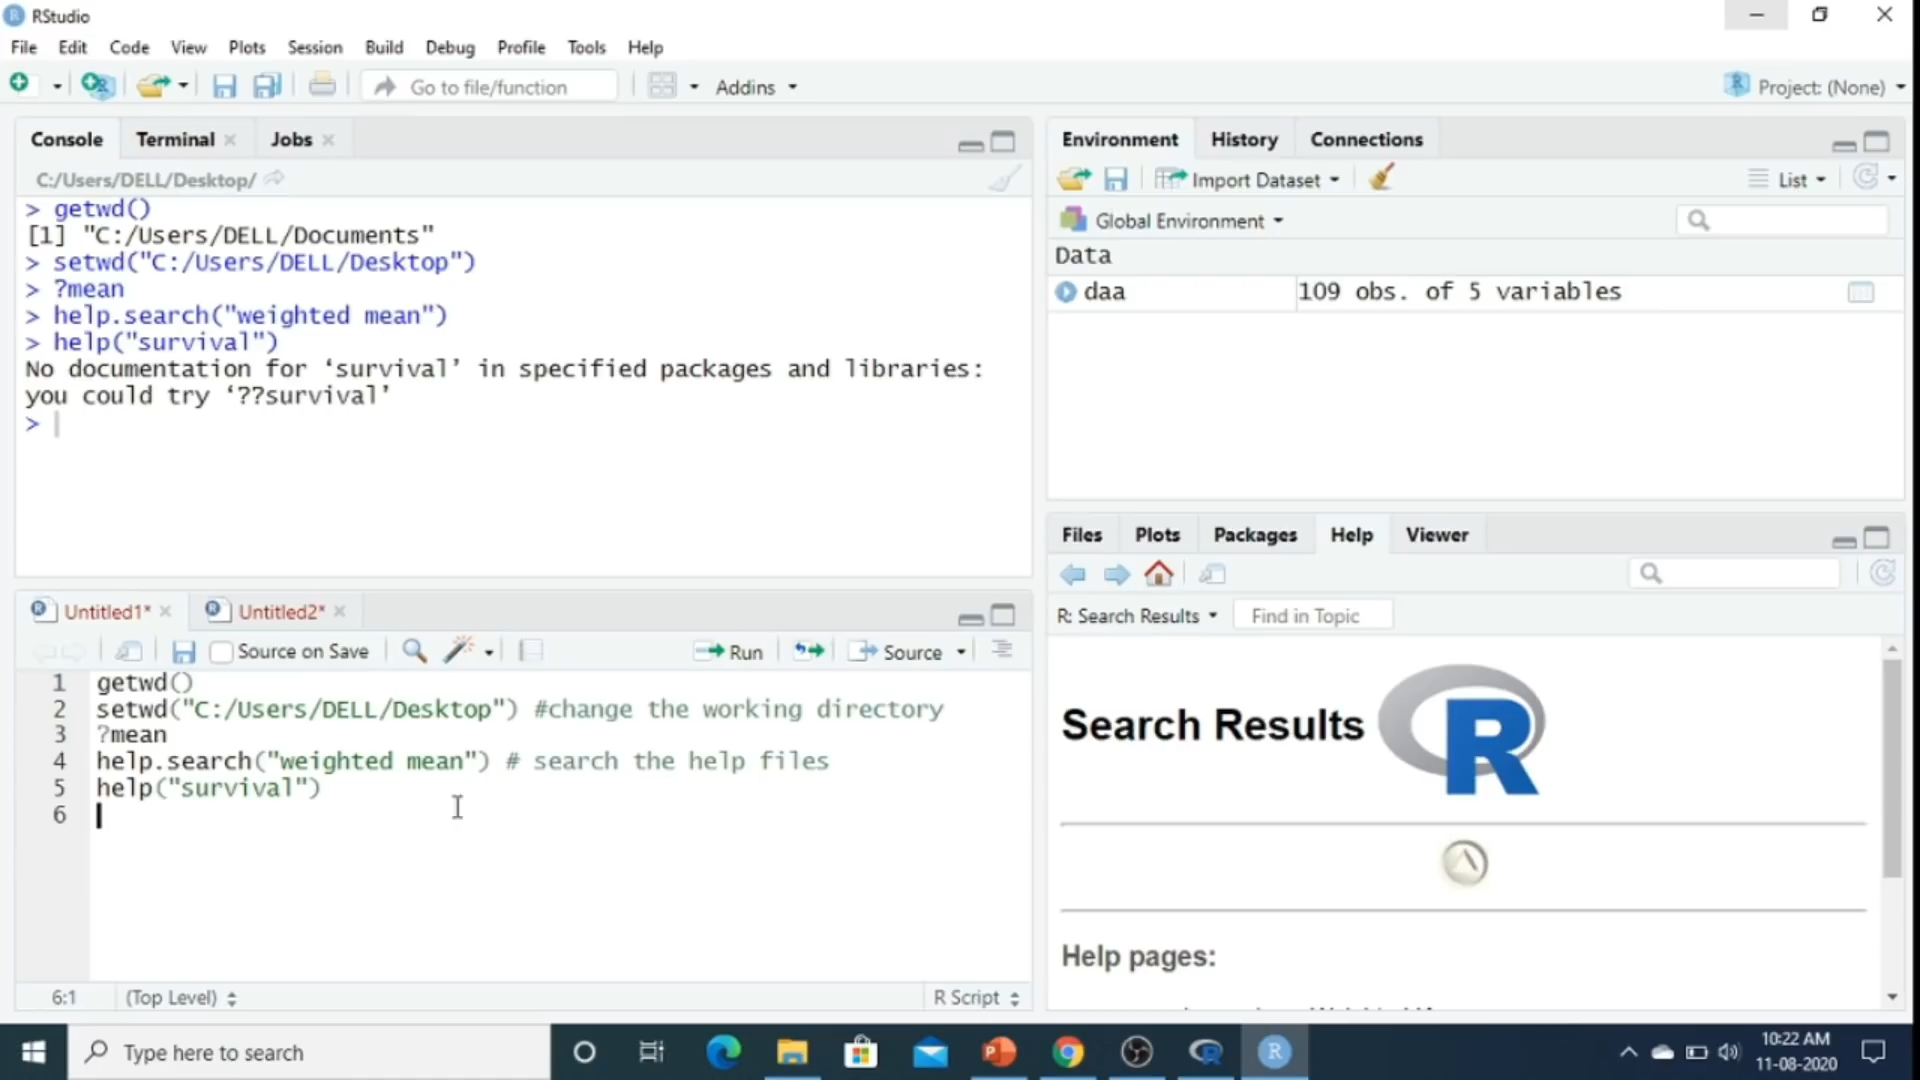 RStudio
File Edit Code View Plots Session Build Debug Profile Tools Help
Go to file/function Addins Project: (None)
Console Terminal Jobs
C:/Users/DELL/Desktop/
> getwd()
[1] "C:/Users/DELL/Documents"
> setwd("C:/Users/DELL/Desktop")
> ?mean
> help.search("weighted mean")
> help("survival")
No documentation for ‘survival’ in specified packages and libraries:
you could try ‘??survival’
>
Environment History Connections
Import Dataset List
Global Environment
Data
daa 109 obs. of 5 variables
Untitled1* Untitled2*
Source on Save Run Source
1 getwd()
2 setwd("C:/Users/DELL/Desktop") #change the working directory
3 ?mean
4 help.search("weighted mean") # search the help files
5 help("survival")
6
6:1 (Top Level) R Script
Files Plots Packages Help Viewer
R: Search Results Find in Topic
Search Results R
Help pages:
Type here to search
10:22 AM
11-08-2020